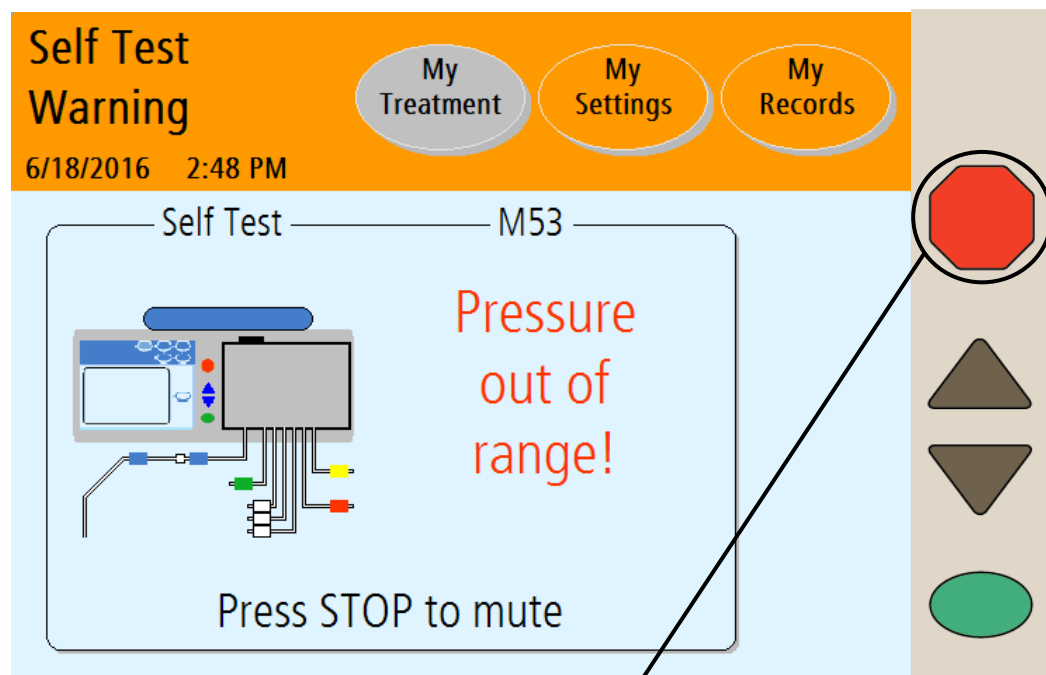 Self Test
Warning
6/18/2016 2:48 PM
My
Treatment
My
Settings
My
Records
Self Test
M53
Pressure
out of
range!
Press STOP to mute